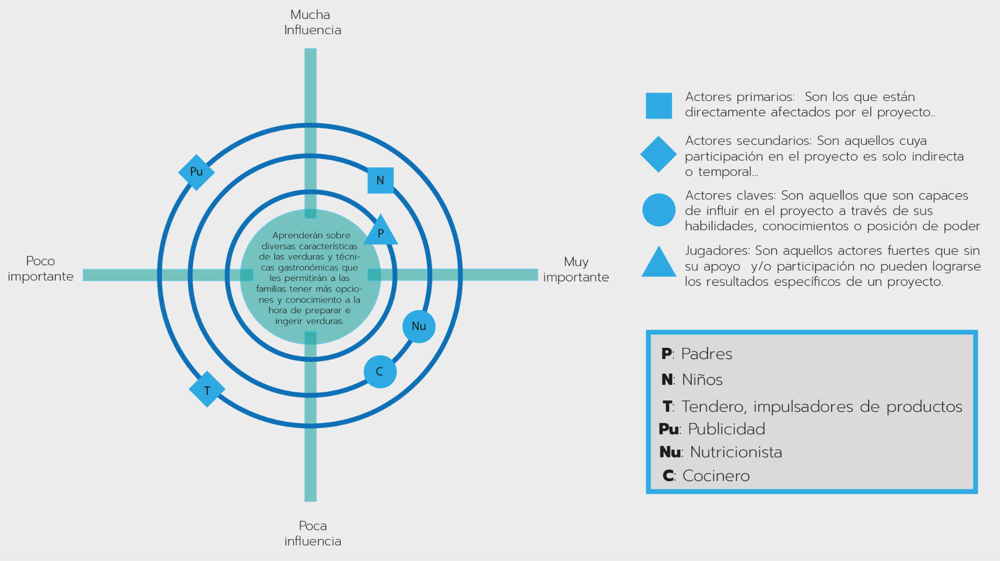 Mucha
Influencia
Pu
N
P
Aprenderán sobre
diversas características
de las verduras y técni-
cas gastronómicas que
les permitirán a las
familias tener más opcio-
nes y conocimiento a la
hora de preparar e
ingerir verduras.
Poco
importante
Muy
importante
Nu
C
T
Poca
influencia
Actores primarios:  Son los que están
directamente afectados por el proyecto..
Actores secundarios: Son aquellos cuya
participación en el proyecto es solo indirecta
o temporal...
Actores claves: Son aquellos que son capaces
de influir en el proyecto a través de sus
habilidades, conocimientos o posición de poder
Jugadores: Son aquellos actores fuertes que sin
su apoyo  y/o participación no pueden lograrse
los resultados específicos de un proyecto.
P: Padres
N: Niños
T: Tendero, impulsadores de productos
Pu: Publicidad
Nu: Nutricionista
C: Cocinero